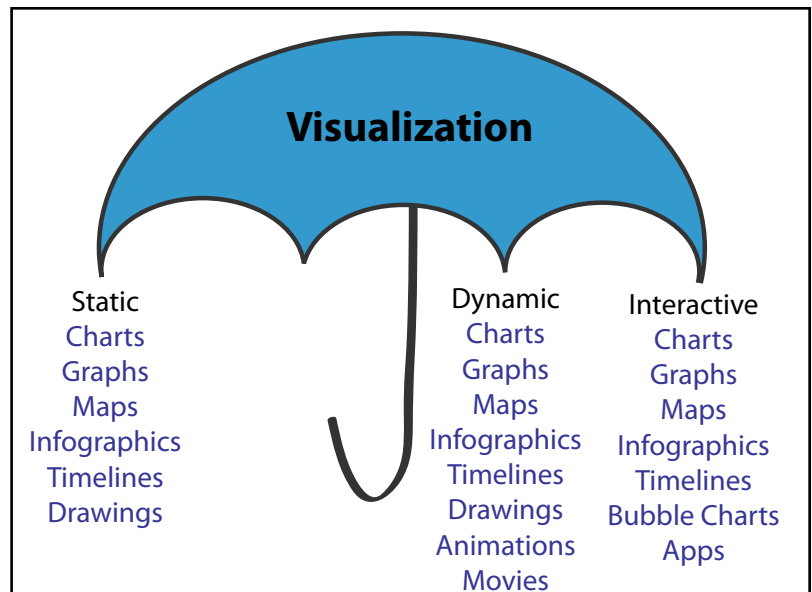 Visualization
Static
Charts
Graphs
Maps
Infographics
Timelines
Drawings
Dynamic
Charts
Graphs
Maps
Infographics
Timelines
Drawings
Animations
Movies
Interactive
Charts
Graphs
Maps
Infographics
Timelines
Bubble Charts
Apps